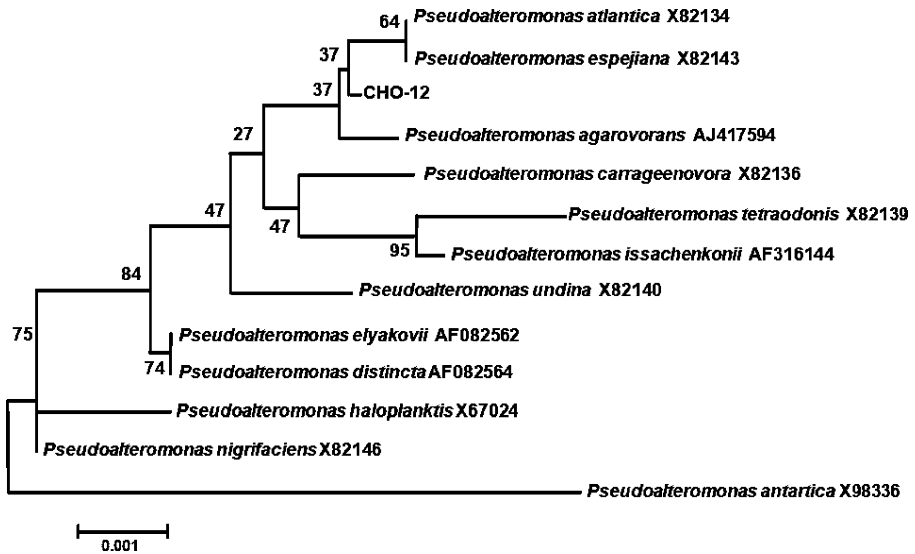 64
Pseudoalteromonas atlantica X82134
37
Pseudoalteromonas espejiana X82143
37
CHO-12
27
Pseudoalteromonas agarovorans AJ417594
Pseudoalteromonas carrageenovora X82136
47
47
Pseudoalteromonas tetraodonis X82139
95
Pseudoalteromonas issachenkonii AF316144
84
Pseudoalteromonas undina X82140
75
Pseudoalteromonas elyakovii AF082562
74
Pseudoalteromonas distincta AF082564
Pseudoalteromonas haloplanktis X67024
Pseudoalteromonas nigrifaciens X82146
Pseudoalteromonas antartica X98336
0.001